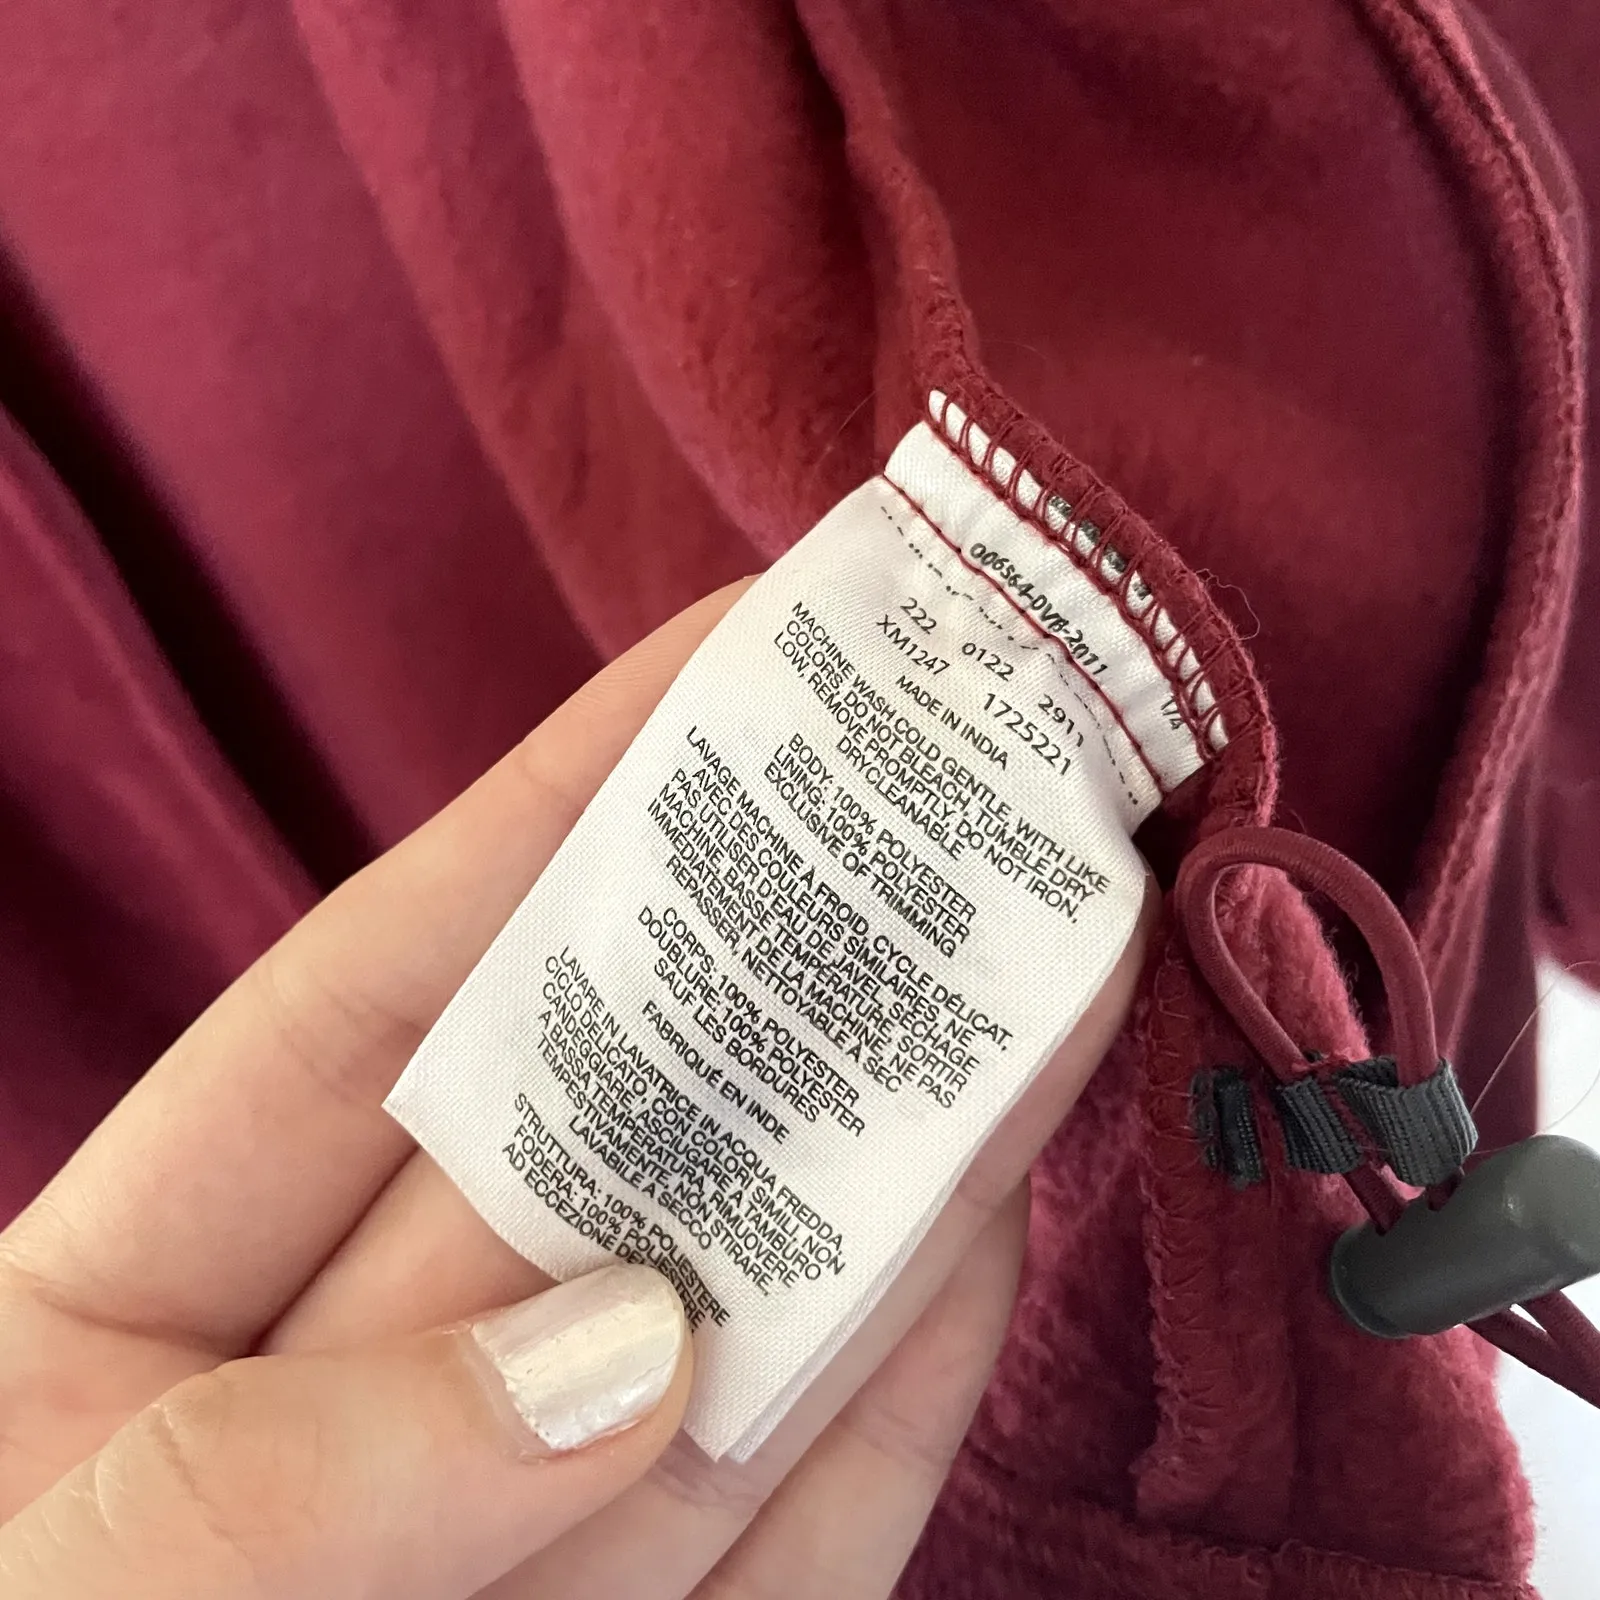 006564-DVB-2011 1/4
222 0122 2911
XM1247 1725221
MADE IN INDIA
MACHINE WASH COLD GENTLE, WITH LIKE
COLORS, DO NOT BLEACH, TUMBLE DRY
LOW, REMOVE PROMPTLY, DO NOT IRON,
DRYCLEANABLE
BODY: 100% POLYESTER
LINING: 100% POLYESTER
EXCLUSIVE OF TRIMMING
LAVAGE MACHINE À FROID, CYCLE DÉLICAT,
AVEC DES COULEURS SIMILAIRES, NE
PAS UTILISER D'EAU DE JAVEL, SÉCHAGE
MACHINE BASSE TEMPÉRATURE, SORTIR
IMMÉDIATEMENT DE LA MACHINE, NE PAS
REPASSER, NETTOYABLE À SEC
CORPS: 100% POLYESTER
DOUBLURE: 100% POLYESTER
SAUF LES BORDURES
FABRIQUÉ EN INDE
LAVARE IN LAVATRICE IN ACQUA FREDDA,
CICLO DELICATO, CON COLORI SIMILI, NON
CANDEGGIARE, ASCIUGARE A TAMBURO
A BASSA TEMPERATURA, RIMUOVERE
TEMPESTIVAMENTE, NON STIRARE,
LAVABILE A SECCO
STRUTTURA: 100% POLIESTERE
FODERA: 100% POLIESTERE
AD ECCEZIONE